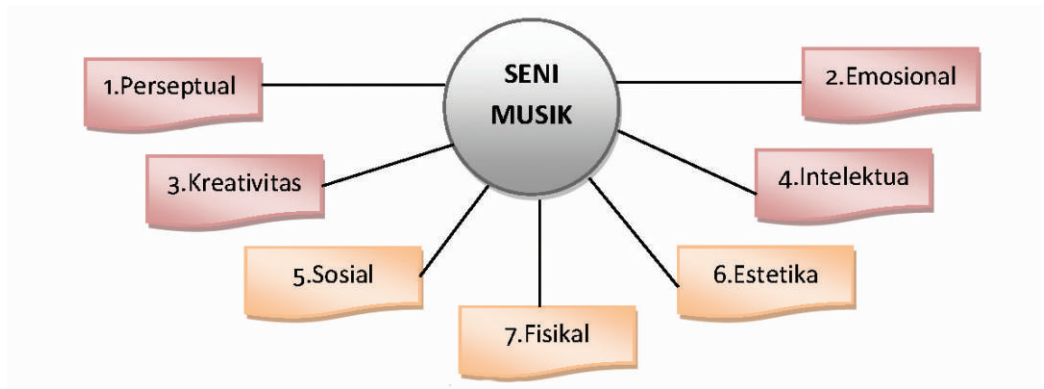 SENI
MUSIK
1.Perseptual
2.Emosional
3.Kreativitas
4.Intelektua
5.Sosial
6.Estetika
7.Fisikal